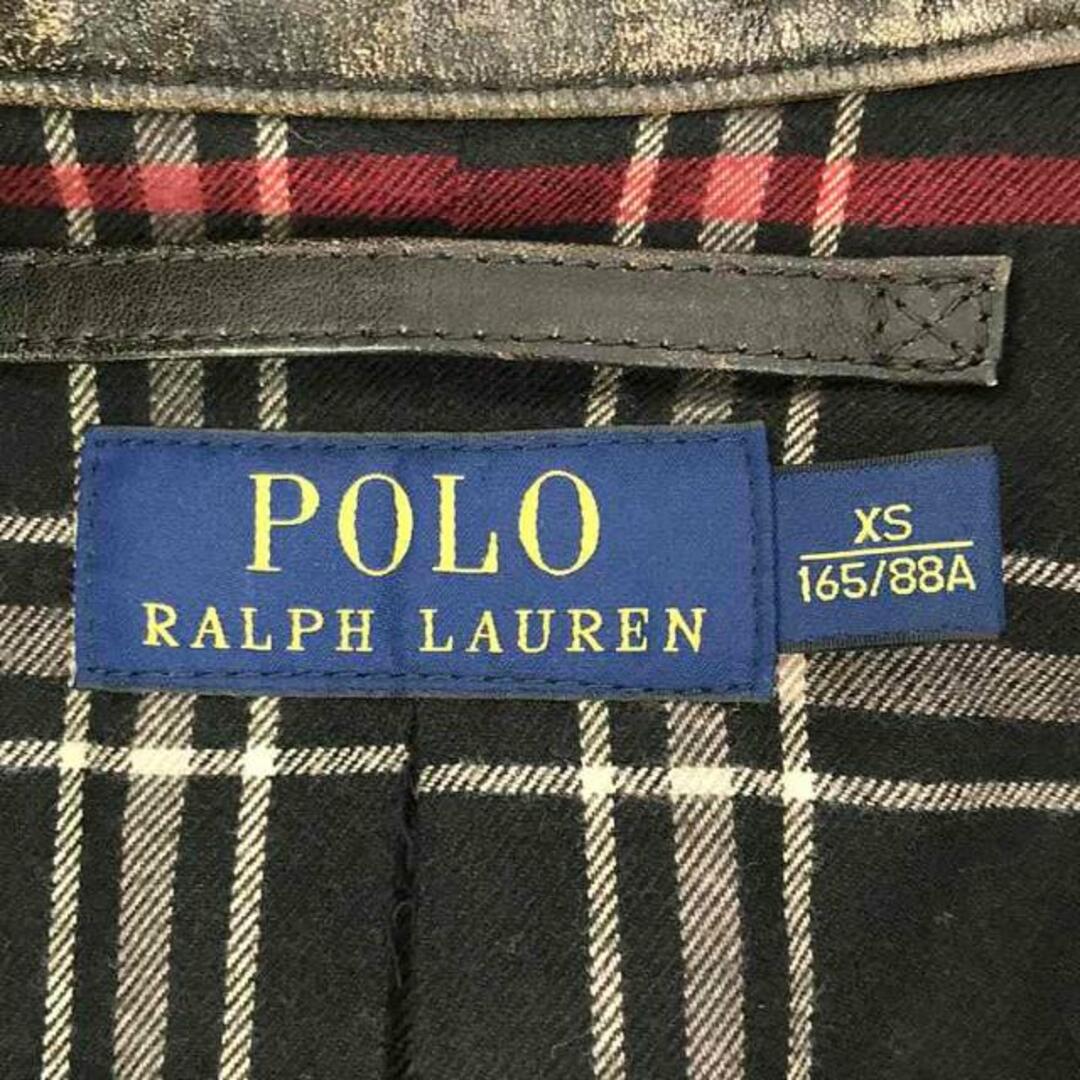 POLO
RALPH LAUREN
XS
165/88A